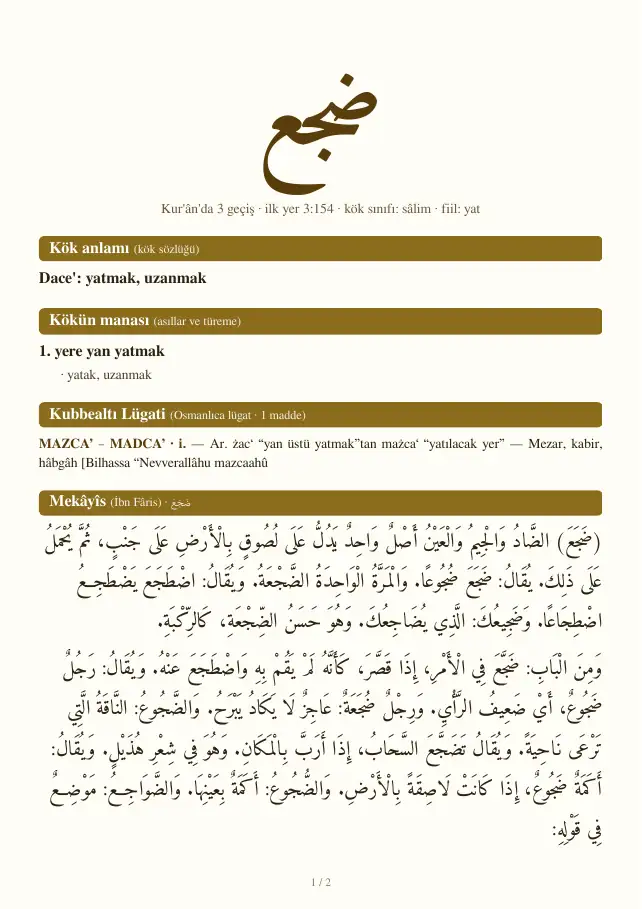 ضجع
Kur'ân'da 3 geçiş · ilk yer 3:154 · kök sınıfı: sâlim · fiil: yat
Kök anlamı (kök sözlüğü)
Dace': yatmak, uzanmak
Kökün manası (asıllar ve türeme)
1. yere yan yatmak
· yatak, uzanmak
Kubbealtı Lügati (Osmanlıca lügat · 1 madde)
MAZCA’ – MADCA’ · i. — Ar. żac‘ “yan üstü yatmak”tan mażca‘ “yatılacak yer” — Mezar, kabir,
hâbgâh [Bilhassa “Nevverallâhu mazcaahû
Mekâyîs (İbn Fâris) · ضَجَعَ
(ضَجَعَ) الضَّادُ وَالْجِيمُ وَالْعَيْنُ أَصْلٌ وَاحِدٌ يَدُلُّ عَلَى لُصُوقٍ بِالْأَرْضِ عَلَى جَنْبٍ، ثُمَّ يُحْمَلُ
عَلَى ذَلِكَ. يُقَالُ: ضَجَعَ ضُجُوعًا. وَالْمَرَّةُ الْوَاحِدَةُ الضَّجْعَةُ. وَيُقَالُ: اضْطَجَعَ يَضْطَجِعُ
اضْطِجَاعًا. وَضَجِيعُكَ: الَّذِي يُضَاجِعُكَ. وَهُوَ حَسَنُ الضِّجْعَةِ، كَالرِّكْبَةِ.
وَمِنَ الْبَابِ: ضَجَّعَ فِي الْأَمْرِ، إِذَا قَصَّرَ، كَأَنَّهُ لَمْ يَقُمْ بِهِ وَاضْطَجَعَ عَنْهُ. وَيُقَالُ: رَجُلٌ
ضَجُوعٌ، أَيْ ضَعِيفُ الرَّأْيِ. وَرِجْلٌ ضُجَعَةٌ: عَاجِزٌ لَا يَكَادُ يَبْرَحُ. وَالضَّجُوعُ: النَّاقَةُ الَّتِي
تَرْعَى نَاحِيَةً. وَيُقَالُ تَضَجَّعَ السَّحَابُ، إِذَا أَرَبَّ بِالْمَكَانِ. وَهُوَ فِي شِعْرِ هُذَيْلٍ. وَيُقَالُ:
أَكَمَةٌ ضَجُوعٌ، إِذَا كَانَتْ لَاصِقَةً بِالْأَرْضِ. وَالضُّجُوعُ: أَكَمَةٌ بِعَيْنِهَا. وَالضَّوَاجِعُ: مَوْضِعٌ
فِي قَوْلِهِ:
1 / 2